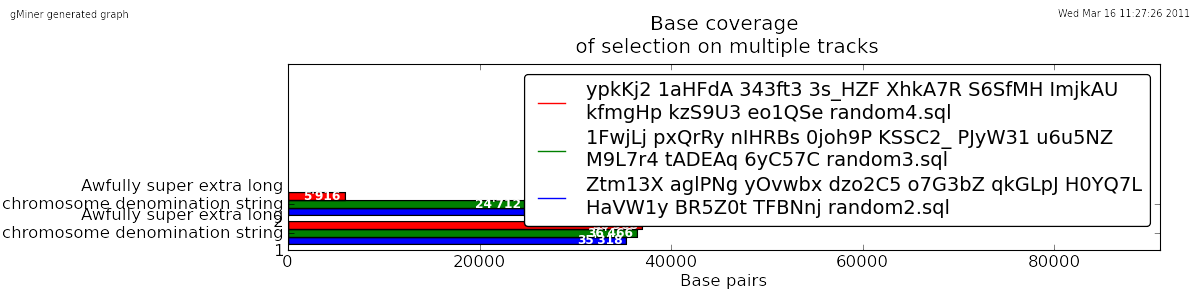 gMiner generated graph
Wed Mar 16 11:27:26 2011
Base coverage
of selection on multiple tracks
ypkKj2 1aHFdA 343ft3 3s_HZF XhkA7R S6SfMH ImjkAU
kfmgHp kzS9U3 eo1QSe random4.sql
1FwjLj pxQrRy nIHRBs 0joh9P KSSC2_ PJyW31 u6u5NZ
M9L7r4 tADEAq 6yC57C random3.sql
Ztm13X aglPNg yOvwbx dzo2C5 o7G3bZ qkGLpJ H0YQ7L
HaVW1y BR5Z0t TFBNnj random2.sql
Awfully super extra long
5'916
chromosome denomination string
24'712
Awfully super extra long
2
chromosome denomination string
36'466
35'318
1
0 20000 40000 60000 80000
Base pairs